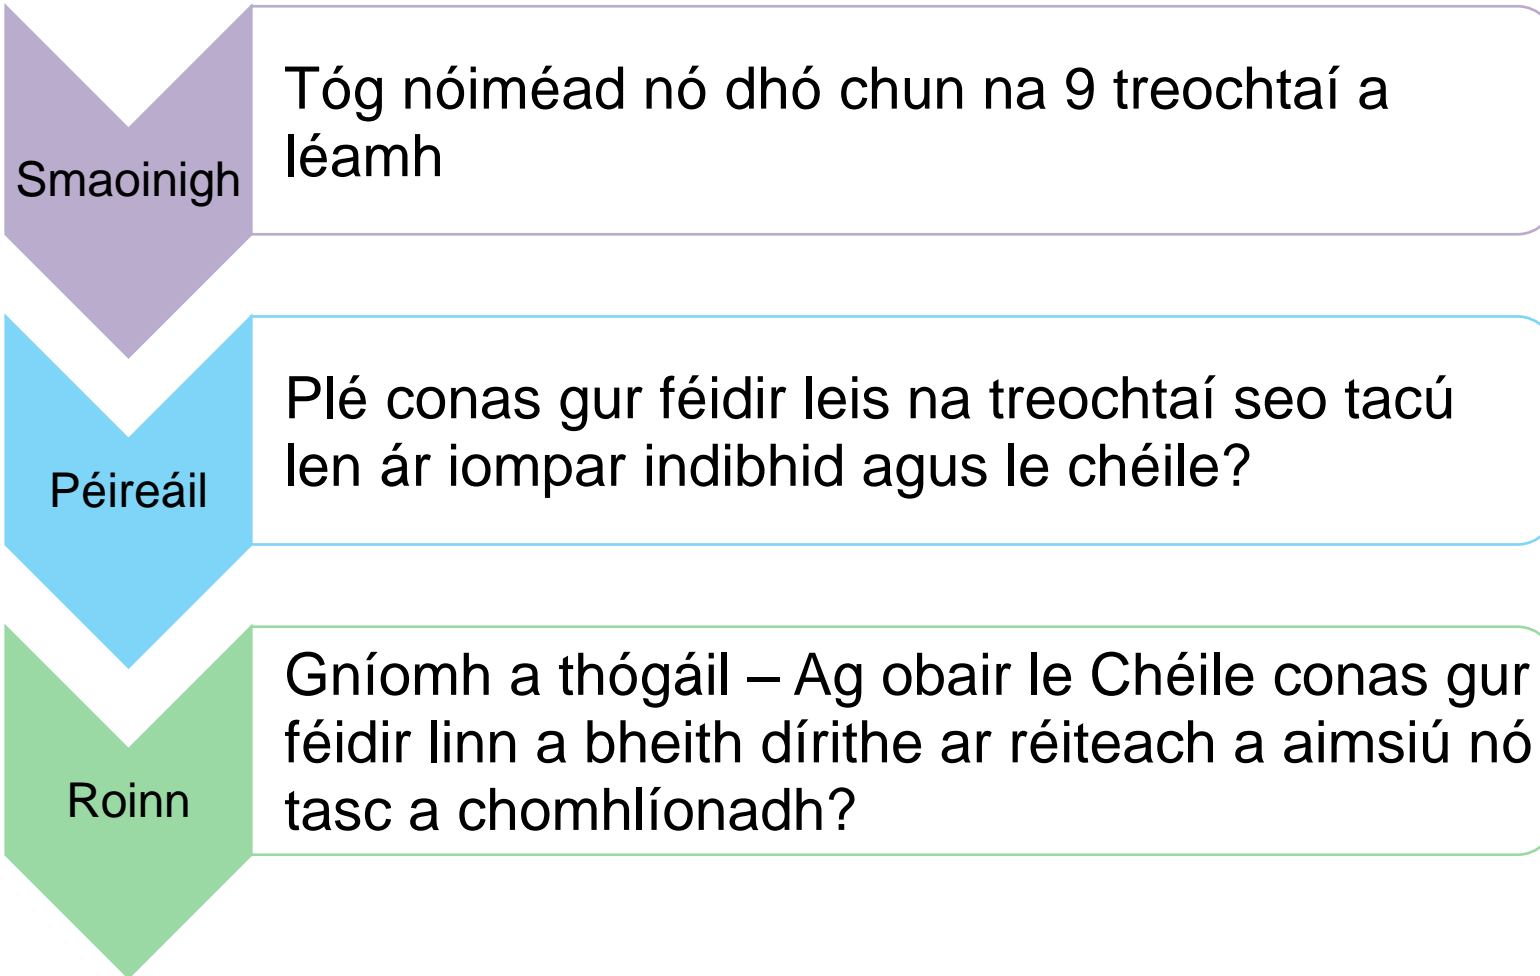 Smaoinigh
Tóg nóiméad nó dhó chun na 9 treochtaí a
léamh
Péireáil
Plé conas gur féidir leis na treochtaí seo tacú
len ár iompar indibhid agus le chéile?
Roinn
Gníomh a thógáil – Ag obair le Chéile conas gur
féidir linn a bheith dírithe ar réiteach a aimsiú nó
tasc a chomhlíonadh?